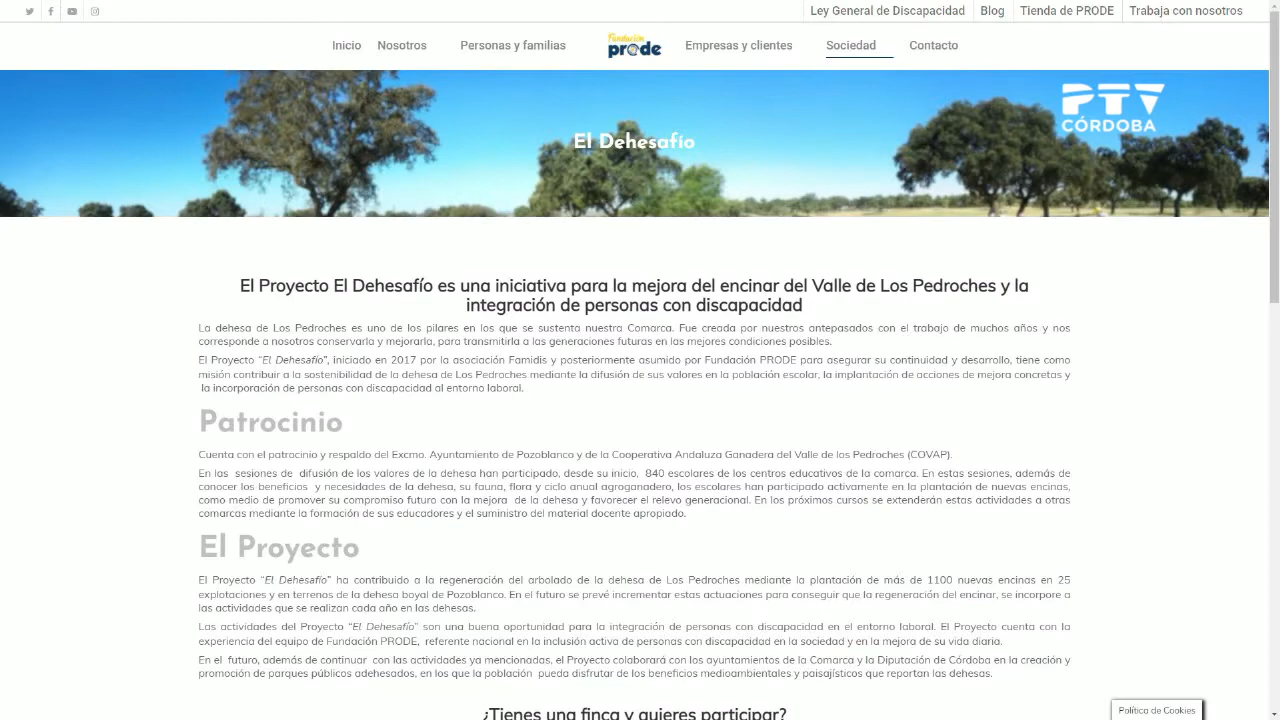 Ley General de Discapacidad Blog Tienda de PRODE Trabaja con nosotros
Inicio Nosotros Personas y familias Fundación prode Empresas y clientes Sociedad Contacto
PTV
CÓRDOBA
El Dehesafío
El Proyecto El Dehesafío es una iniciativa para la mejora del encinar del Valle de Los Pedroches y la
integración de personas con discapacidad
La dehesa de Los Pedroches es uno de los pilares en los que se sustenta nuestra Comarca. Fue creada por nuestros antepasados con el trabajo de muchos años y nos
corresponde a nosotros conservarla y mejorarla, para transmitirla a las generaciones futuras en las mejores condiciones posibles.
El Proyecto “El Dehesafío”, iniciado en 2017 por la asociación Famidis y posteriormente asumido por Fundación PRODE para asegurar su continuidad y desarrollo, tiene como
misión contribuir a la sostenibilidad de la dehesa de Los Pedroches mediante la difusión de sus valores en la población escolar, la implantación de acciones de mejora concretas y
la incorporación de personas con discapacidad al entorno laboral.
Patrocinio
Cuenta con el patrocinio y respaldo del Excmo. Ayuntamiento de Pozoblanco y de la Cooperativa Andaluza Ganadera del Valle de los Pedroches (COVAP).
En las sesiones de difusión de los valores de la dehesa han participado, desde su inicio, 840 escolares de los centros educativos de la comarca. En estas sesiones, además de
conocer los beneficios y necesidades de la dehesa, su fauna, flora y ciclo anual agroganadero, los escolares han participado activamente en la plantación de nuevas encinas,
como medio de promover su compromiso futuro con la mejora de la dehesa y favorecer el relevo generacional. En los próximos cursos se extenderán estas actividades a otras
comarcas mediante la formación de sus educadores y el suministro del material docente apropiado.
El Proyecto
El Proyecto “El Dehesafío” ha contribuido a la regeneración del arbolado de la dehesa de Los Pedroches mediante la plantación de más de 1100 nuevas encinas en 25
explotaciones y en terrenos de la dehesa boyal de Pozoblanco. En el futuro se prevé incrementar estas actuaciones para conseguir que la regeneración del encinar, se incorpore a
las actividades que se realizan cada año en las dehesas.
Las actividades del Proyecto “El Dehesafío” son una buena oportunidad para la integración de personas con discapacidad en el entorno laboral. El Proyecto cuenta con la
experiencia del equipo de Fundación PRODE, referente nacional en la inclusión activa de personas con discapacidad en la sociedad y en la mejora de su vida diaria.
En el futuro, además de continuar con las actividades ya mencionadas, el Proyecto colaborará con los ayuntamientos de la Comarca y la Diputación de Córdoba en la creación y
promoción de parques públicos adehesados, en los que la población pueda disfrutar de los beneficios medioambientales y paisajísticos que reportan las dehesas.
¿Tienes una finca y quieres participar?
Política de Cookies